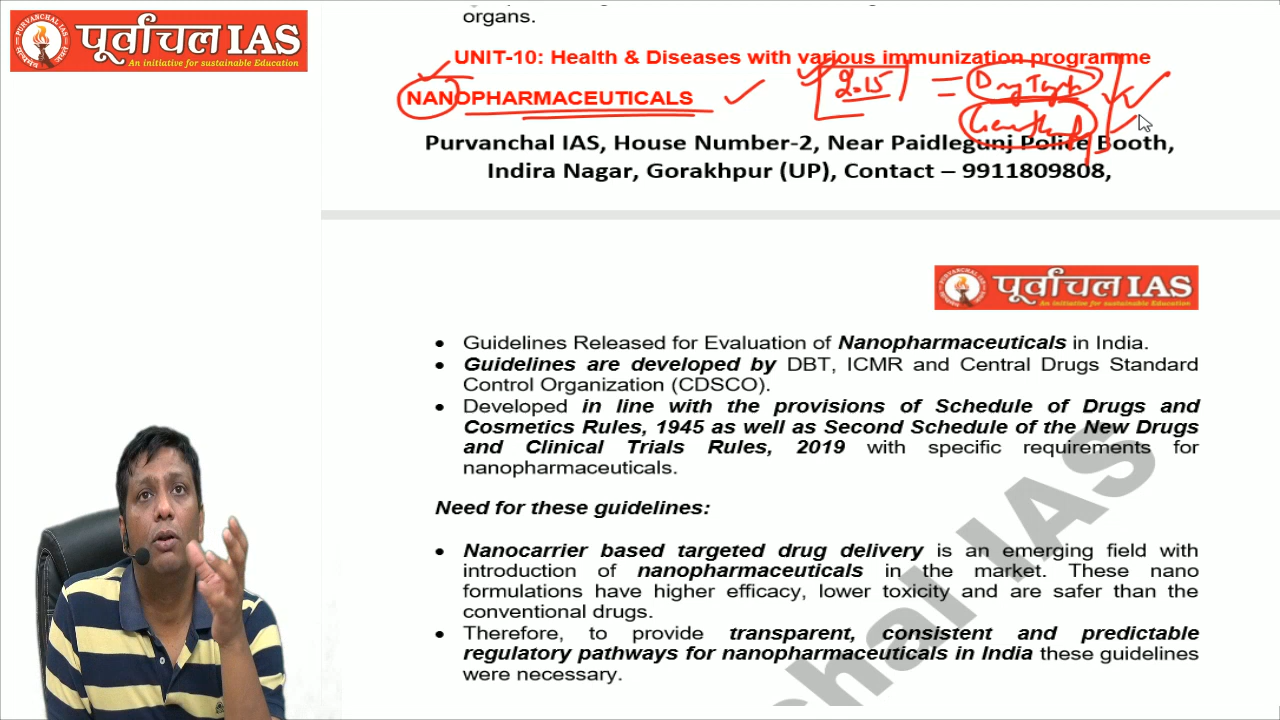 organs.
PURVANCHAL IAS
पूर्वांचल IAS
An initiative for sustainable Education
UNIT-10: Health & Diseases with various immunization programme
NANOPHARMACEUTICALS
2.15
Purvanchal IAS, House Number-2, Near Paidlegunj Police Booth,
Indira Nagar, Gorakhpur (UP), Contact – 9911809808,
पूर्वांचल IAS
An initiative for sustainable Education
• Guidelines Released for Evaluation of Nanopharmaceuticals in India.
• Guidelines are developed by DBT, ICMR and Central Drugs Standard
Control Organization (CDSCO).
• Developed in line with the provisions of Schedule of Drugs and
Cosmetics Rules, 1945 as well as Second Schedule of the New Drugs
and Clinical Trials Rules, 2019 with specific requirements for
nanopharmaceuticals.
Need for these guidelines:
• Nanocarrier based targeted drug delivery is an emerging field with
introduction of nanopharmaceuticals in the market. These nano
formulations have higher efficacy, lower toxicity and are safer than the
conventional drugs.
• Therefore, to provide transparent, consistent and predictable
regulatory pathways for nanopharmaceuticals in India these guidelines
were necessary.
chal IAS